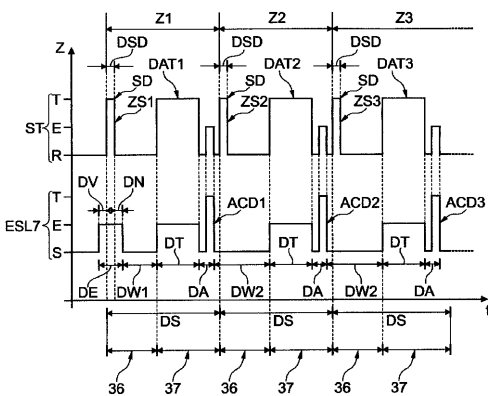 Z1 Z2 Z3
DSD DSD DSD
Z DAT1 DAT2 DAT3
SD SD SD
T ZS1 ZS2 ZS3
ST E
R
DV DN
T ACD1 ACD2 ACD3
ESL7 E
S DT DT DT
DE DW1 DA DW2 DA DW2 DA
t
DS DS DS
36 37 36 37 36 37